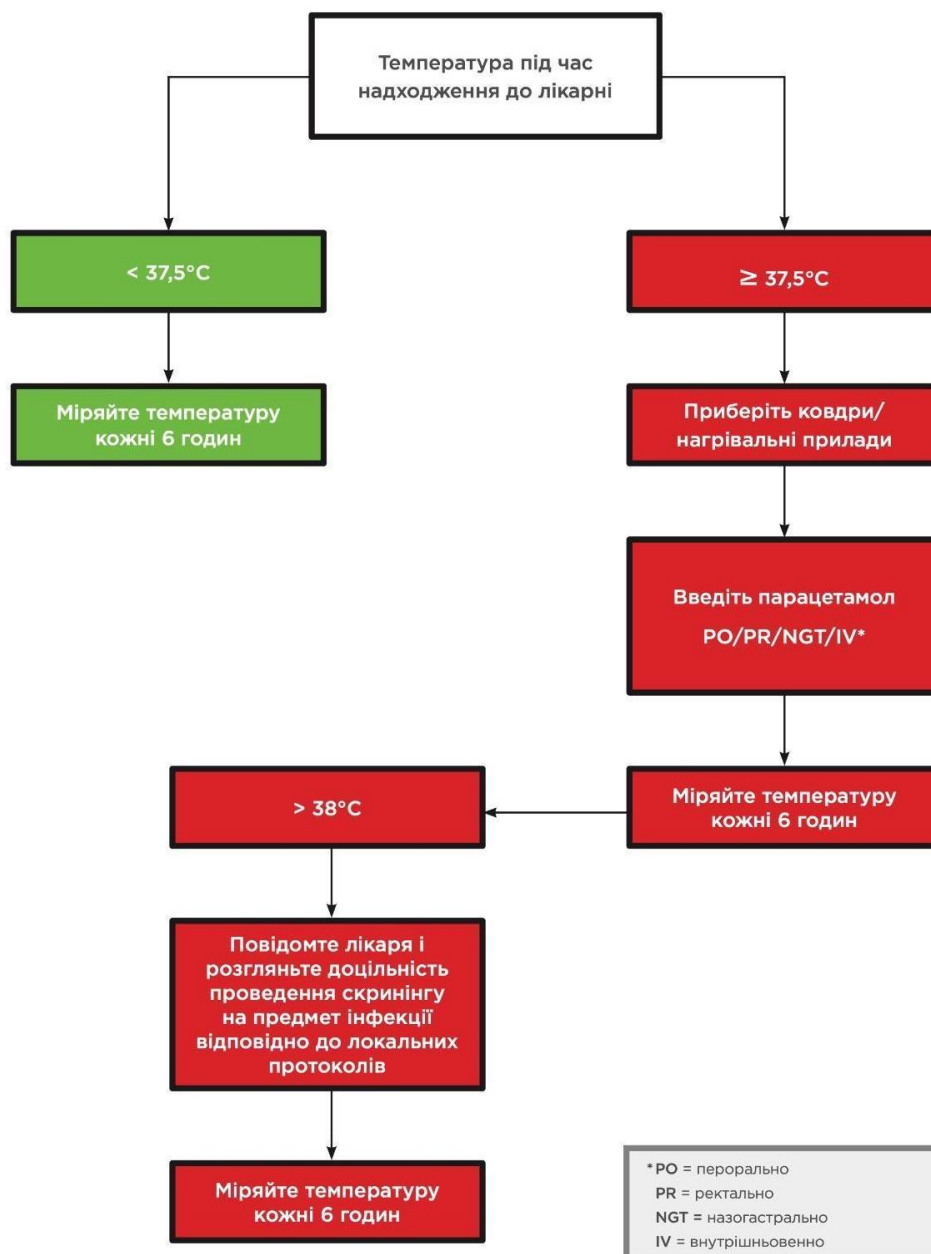 Температура під час
надходження до лікарні
< 37,5°C
≥ 37,5°C
Міряйте температуру
кожні 6 годин
Приберіть ковдри/
нагрівальні прилади
Введіть парацетамол
PO/PR/NGT/IV*
Міряйте температуру
кожні 6 годин
> 38°C
Повідомте лікаря і
розгляньте доцільність
проведення скринінгу
на предмет інфекції
відповідно до локальних
протоколів
Міряйте температуру
кожні 6 годин
*PO = перорально
PR = ректально
NGT = назогастрально
IV = внутрішньовенно